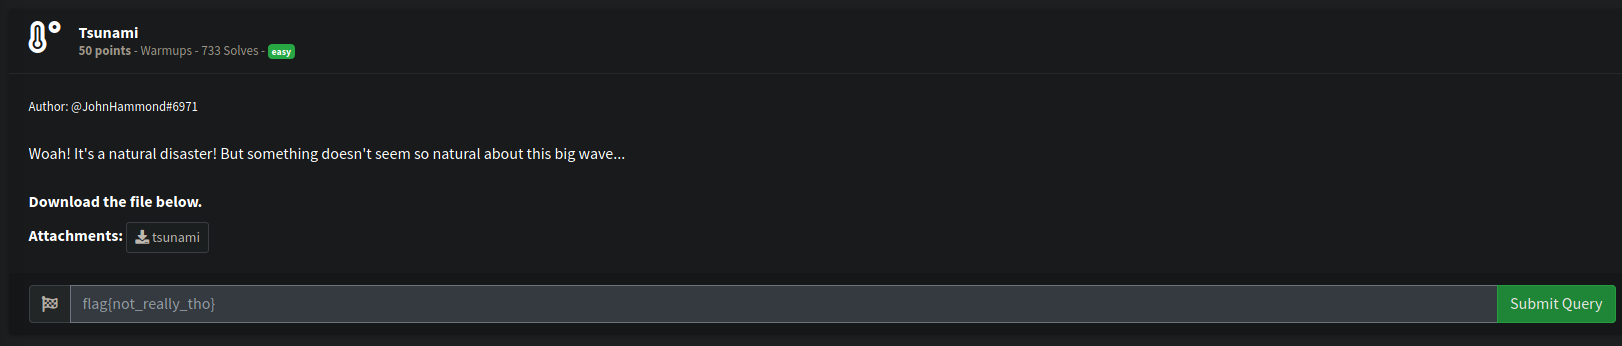 Tsunami
50 points - Warmups - 733 Solves - easy
Author: @JohnHammond#6971
Woah! It's a natural disaster! But something doesn't seem so natural about this big wave...
Download the file below.
Attachments: tsunami
flag{not_really_tho} Submit Query